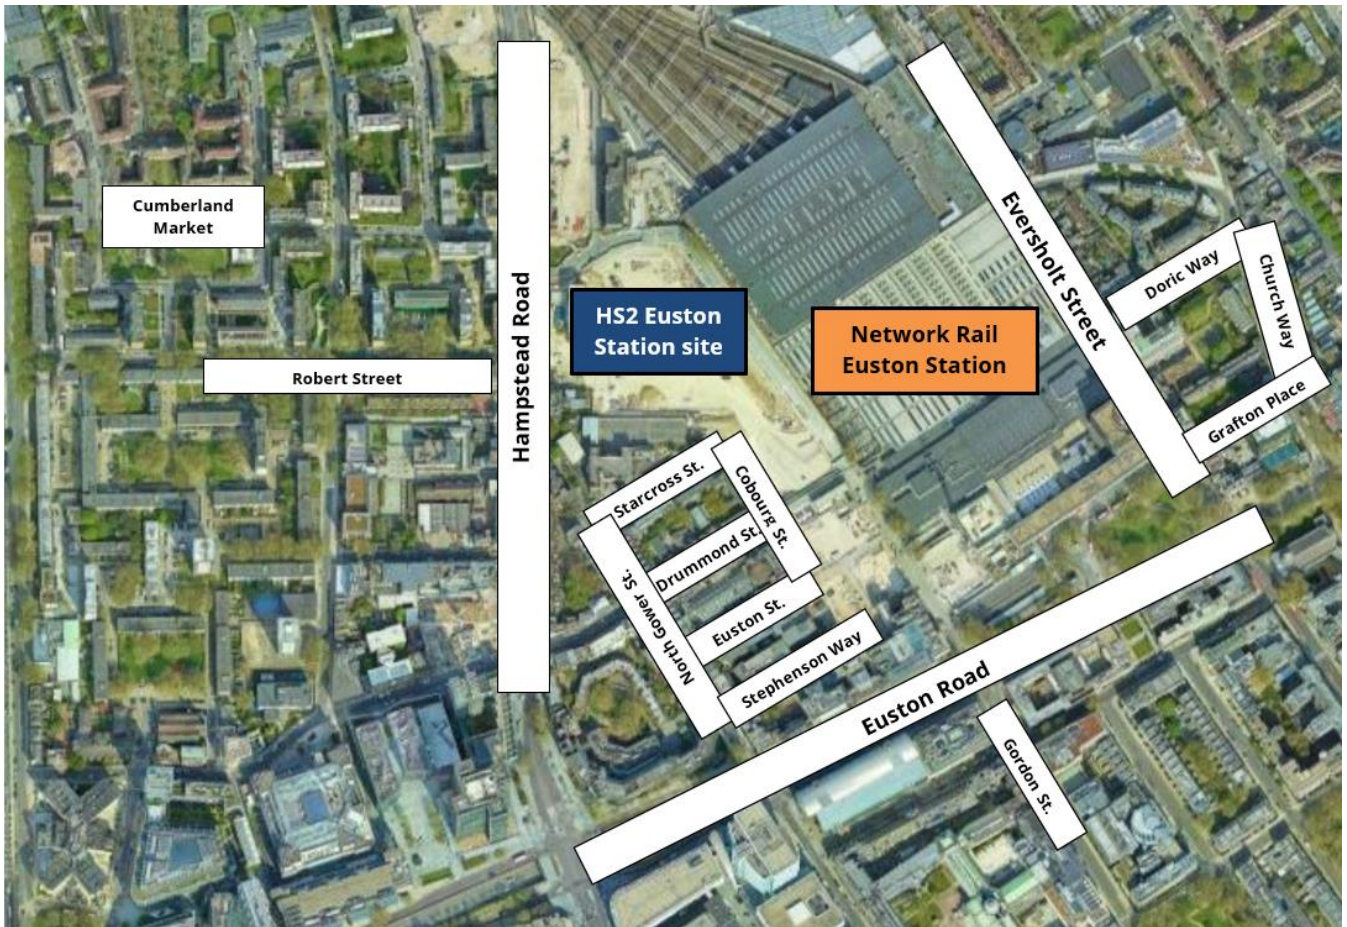 Cumberland
Market
Robert Street
Hampstead Road
HS2 Euston
Station site
Network Rail
Euston Station
Eversholt Street
Doric Way
Church Way
Grafton Place
Starcross St.
Cobourg St.
Drummond St.
North Gower St.
Euston St.
Stephenson Way
Euston Road
Gordon St.